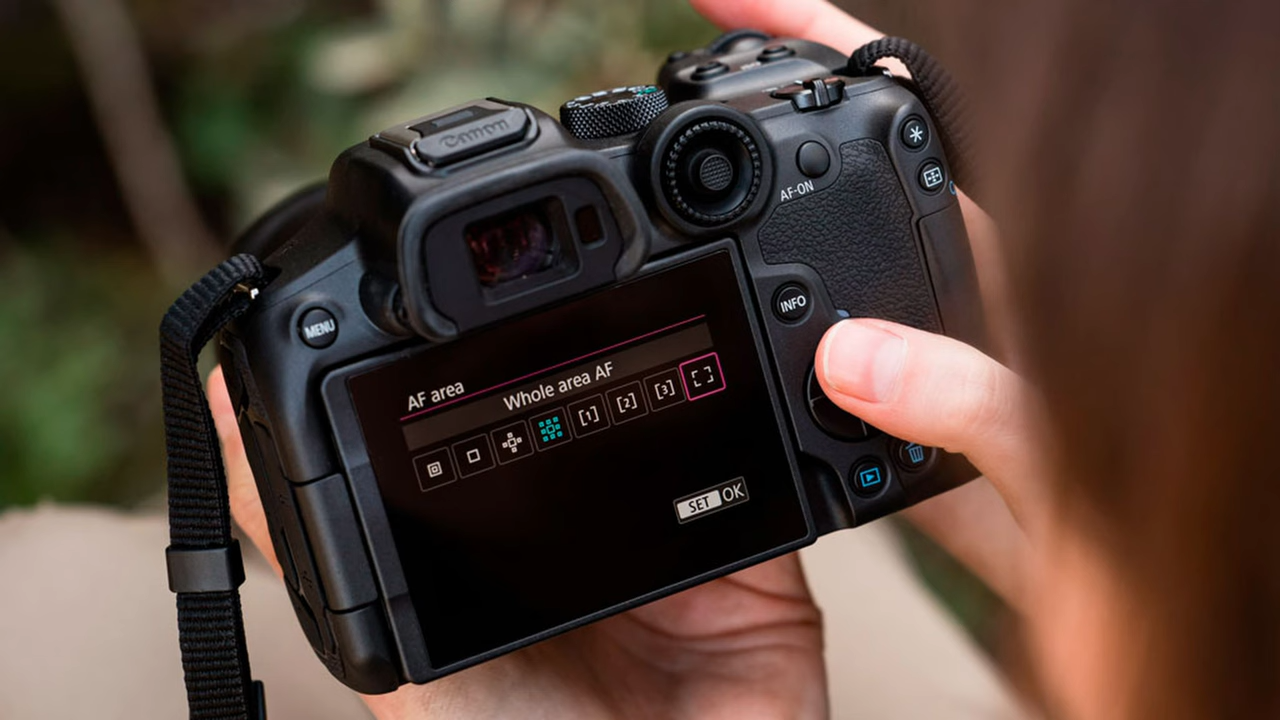 Canon
AF-ON
INFO
MENU
AF area
Whole area AF
[1] [2] [3]
SET OK